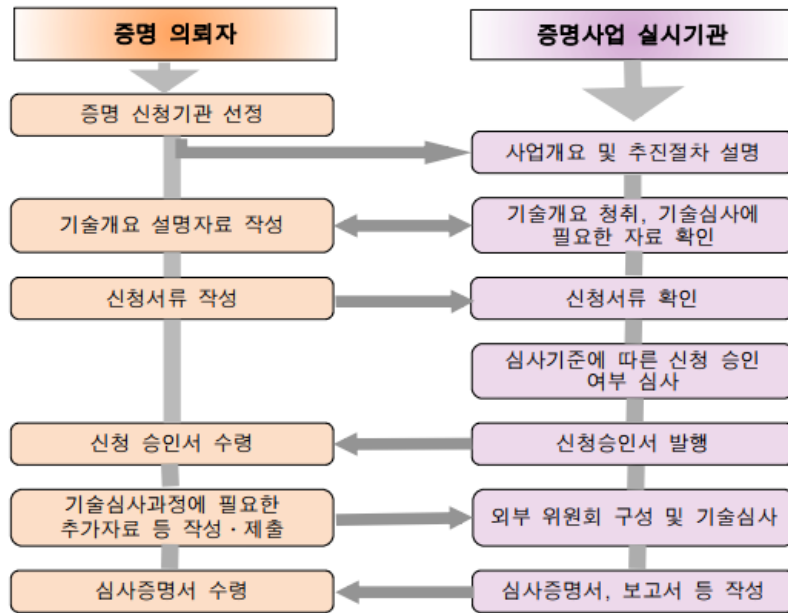 증명 의뢰자
증명사업 실시기관
증명 신청기관 선정
사업개요 및 추진절차 설명
기술개요 설명자료 작성
기술개요 청취, 기술심사에
필요한 자료 확인
신청서류 작성
신청서류 확인
심사기준에 따른 신청 승인
여부 심사
신청 승인서 수령
신청승인서 발행
기술심사과정에 필요한
추가자료 등 작성·제출
외부 위원회 구성 및 기술심사
심사증명서 수령
심사증명서, 보고서 등 작성